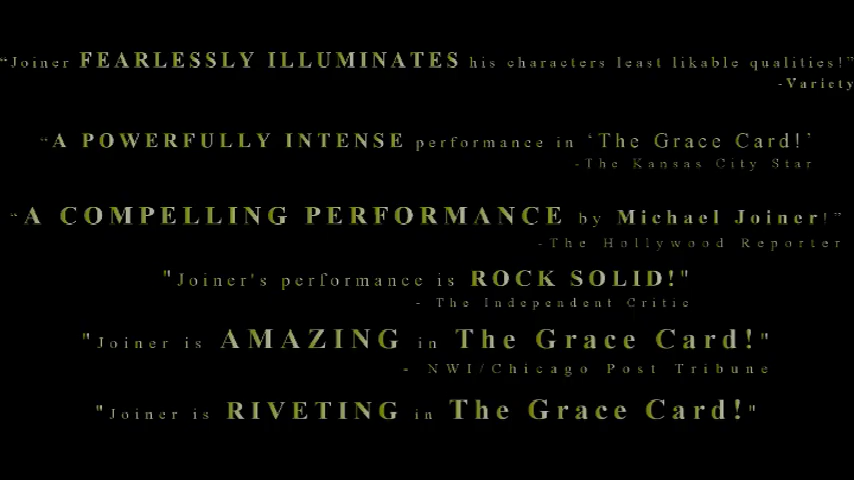 “Joiner FEARLESSLY ILLUMINATES his characters least likable qualities!”
-Variety
“A POWERFULLY INTENSE performance in ‘The Grace Card!’
-The Kansas City Star
“A COMPELLING PERFORMANCE by Michael Joiner!”
-The Hollywood Reporter
"Joiner's performance is ROCK SOLID!"
- The Independent Critic
"Joiner is AMAZING in The Grace Card!"
- NWI/Chicago Post Tribune
"Joiner is RIVETING in The Grace Card!"